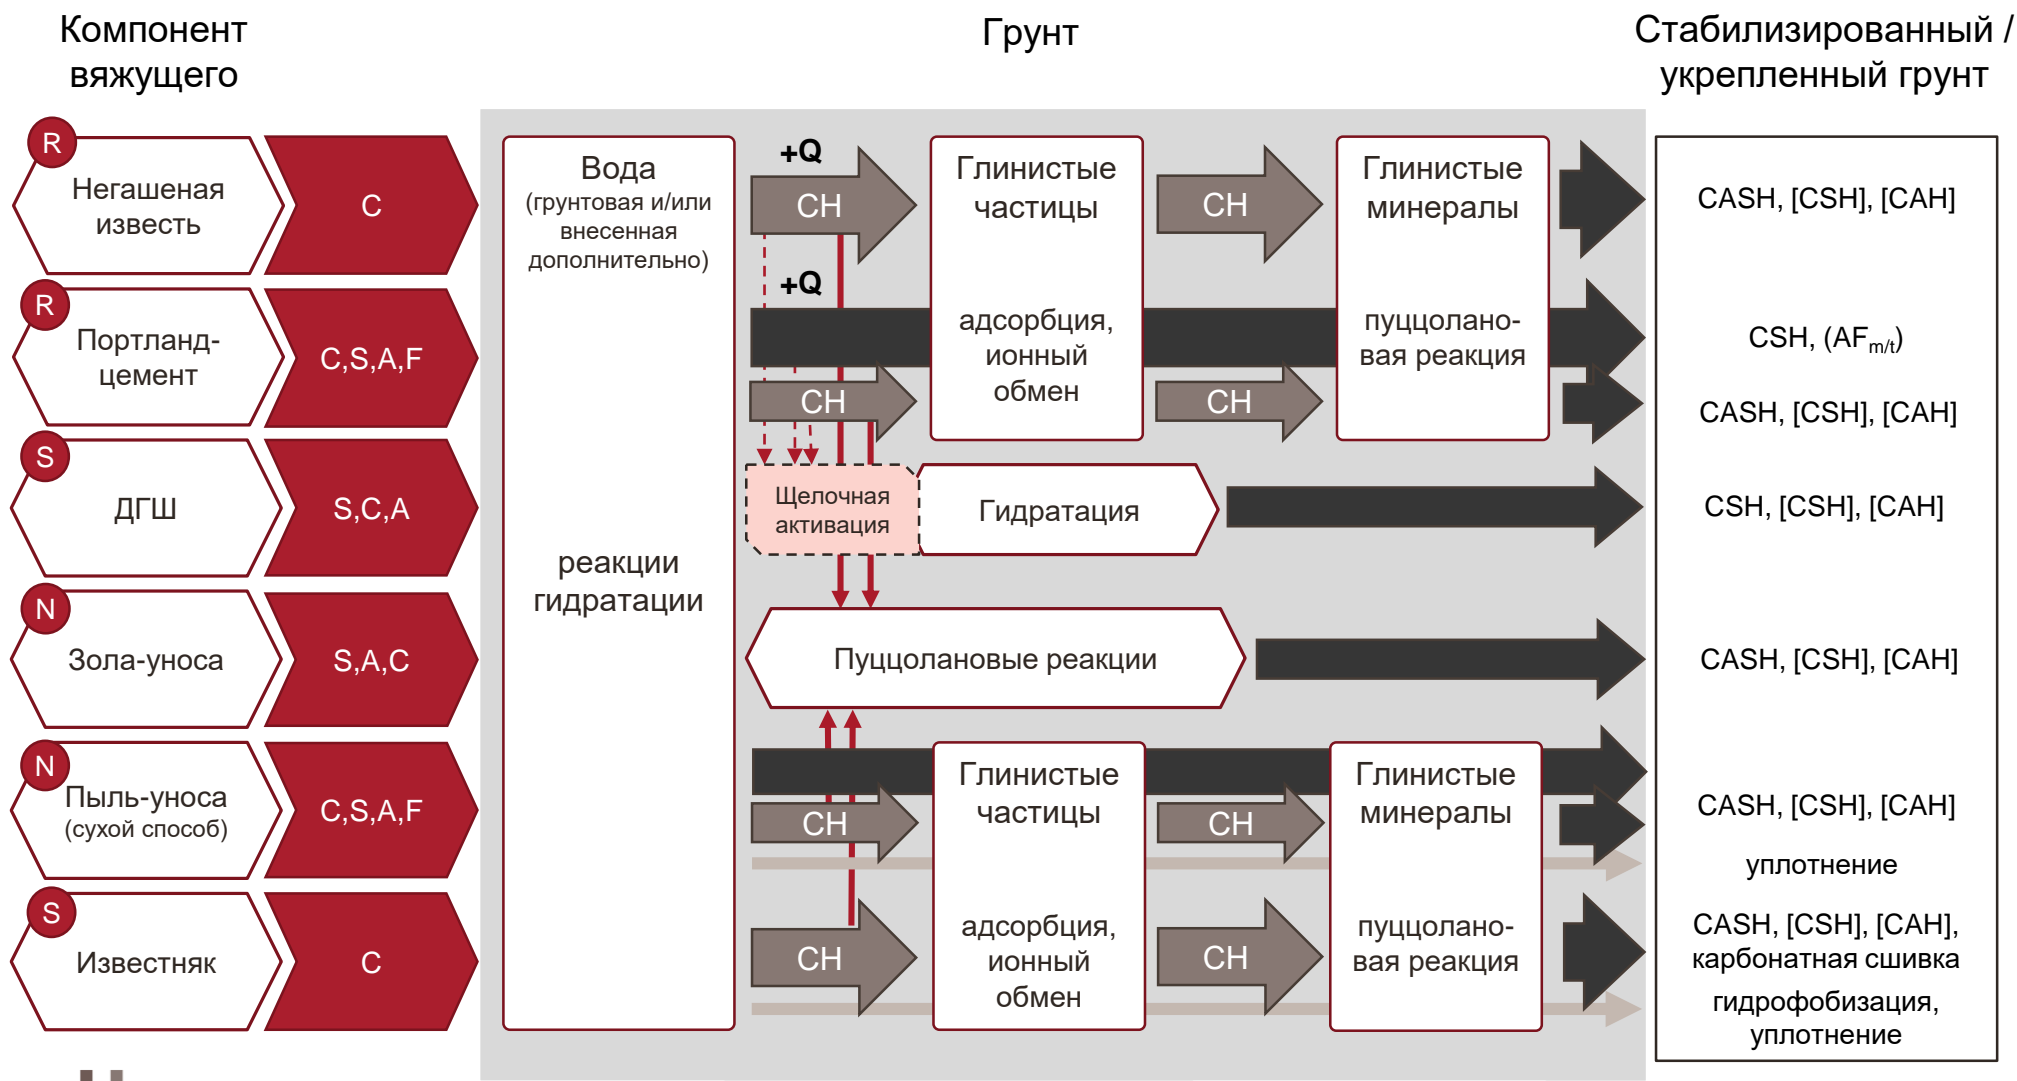 Компонент
вяжущего
Грунт
Стабилизированный /
укрепленный грунт
R
Негашеная
известь
C
R
Портланд-
цемент
C,S,A,F
S
ДГШ
S,C,A
N
Зола-уноса
S,A,C
N
Пыль-уноса
(сухой способ)
C,S,A,F
S
Известняк
C
Вода
(грунтовая и/или
внесенная
дополнительно)
реакции
гидратации
+Q
CH
+Q
CH
Глинистые
частицы
адсорбция,
ионный
обмен
CH
CH
Глинистые
минералы
пуццолано-
вая реакция
Щелочная
активация
Гидратация
Пуццолановые реакции
CH
CH
Глинистые
частицы
адсорбция,
ионный
обмен
CH
CH
Глинистые
минералы
пуццолано-
вая реакция
CASH, [CSH], [CAH]
CSH, (AFm/t)
CASH, [CSH], [CAH]
CSH, [CSH], [CAH]
CASH, [CSH], [CAH]
CASH, [CSH], [CAH]
уплотнение
CASH, [CSH], [CAH],
карбонатная сшивка
гидрофобизация,
уплотнение